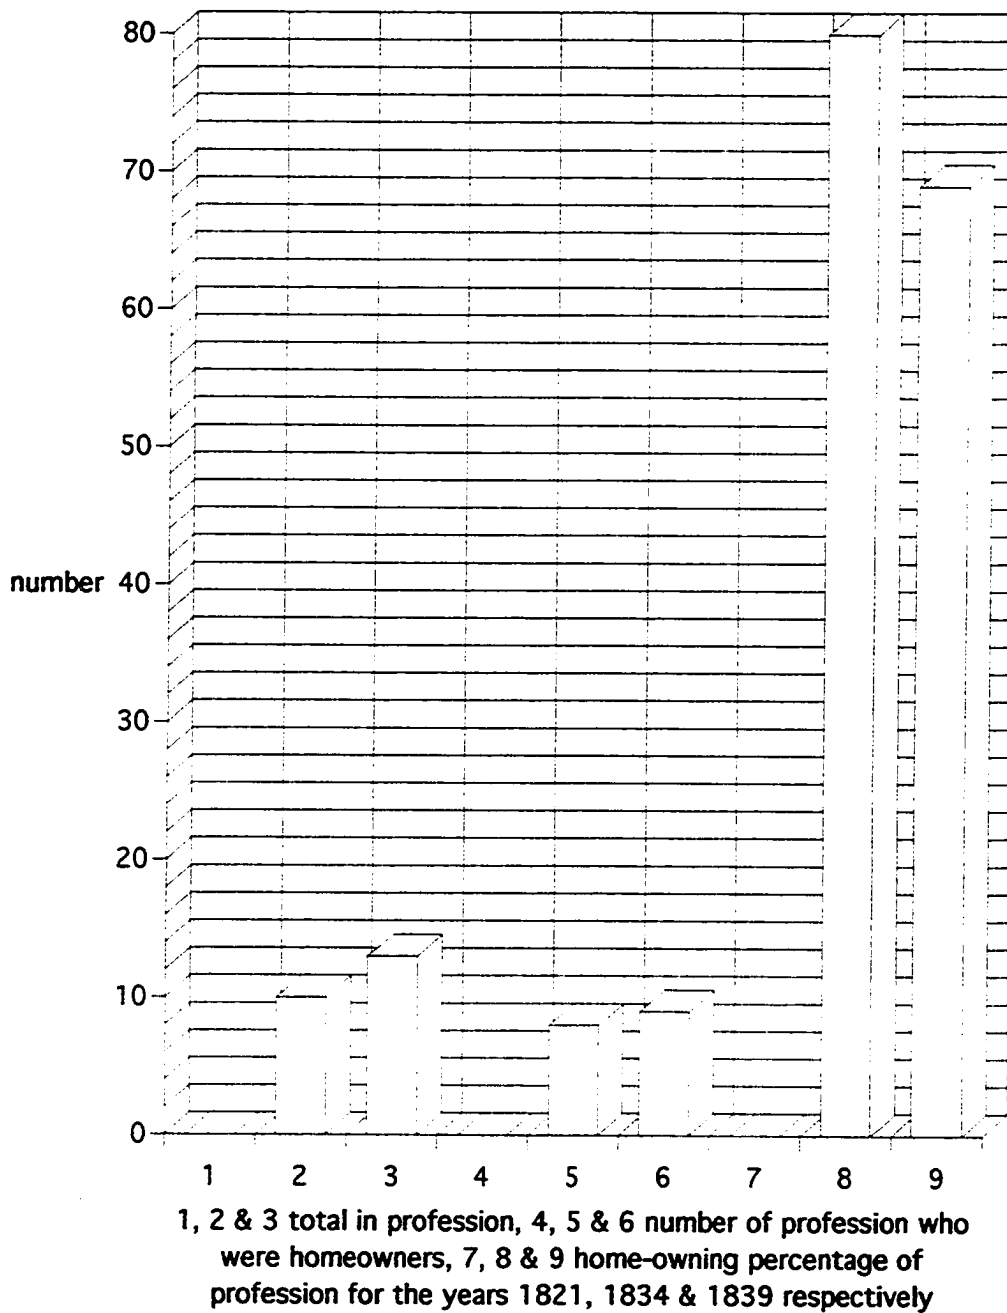 80
70
60
50
number 40
30
20
10
0
1 2 3 4 5 6 7 8 9
1, 2 & 3 total in profession, 4, 5 & 6 number of profession who
were homeowners, 7, 8 & 9 home-owning percentage of
profession for the years 1821, 1834 & 1839 respectively